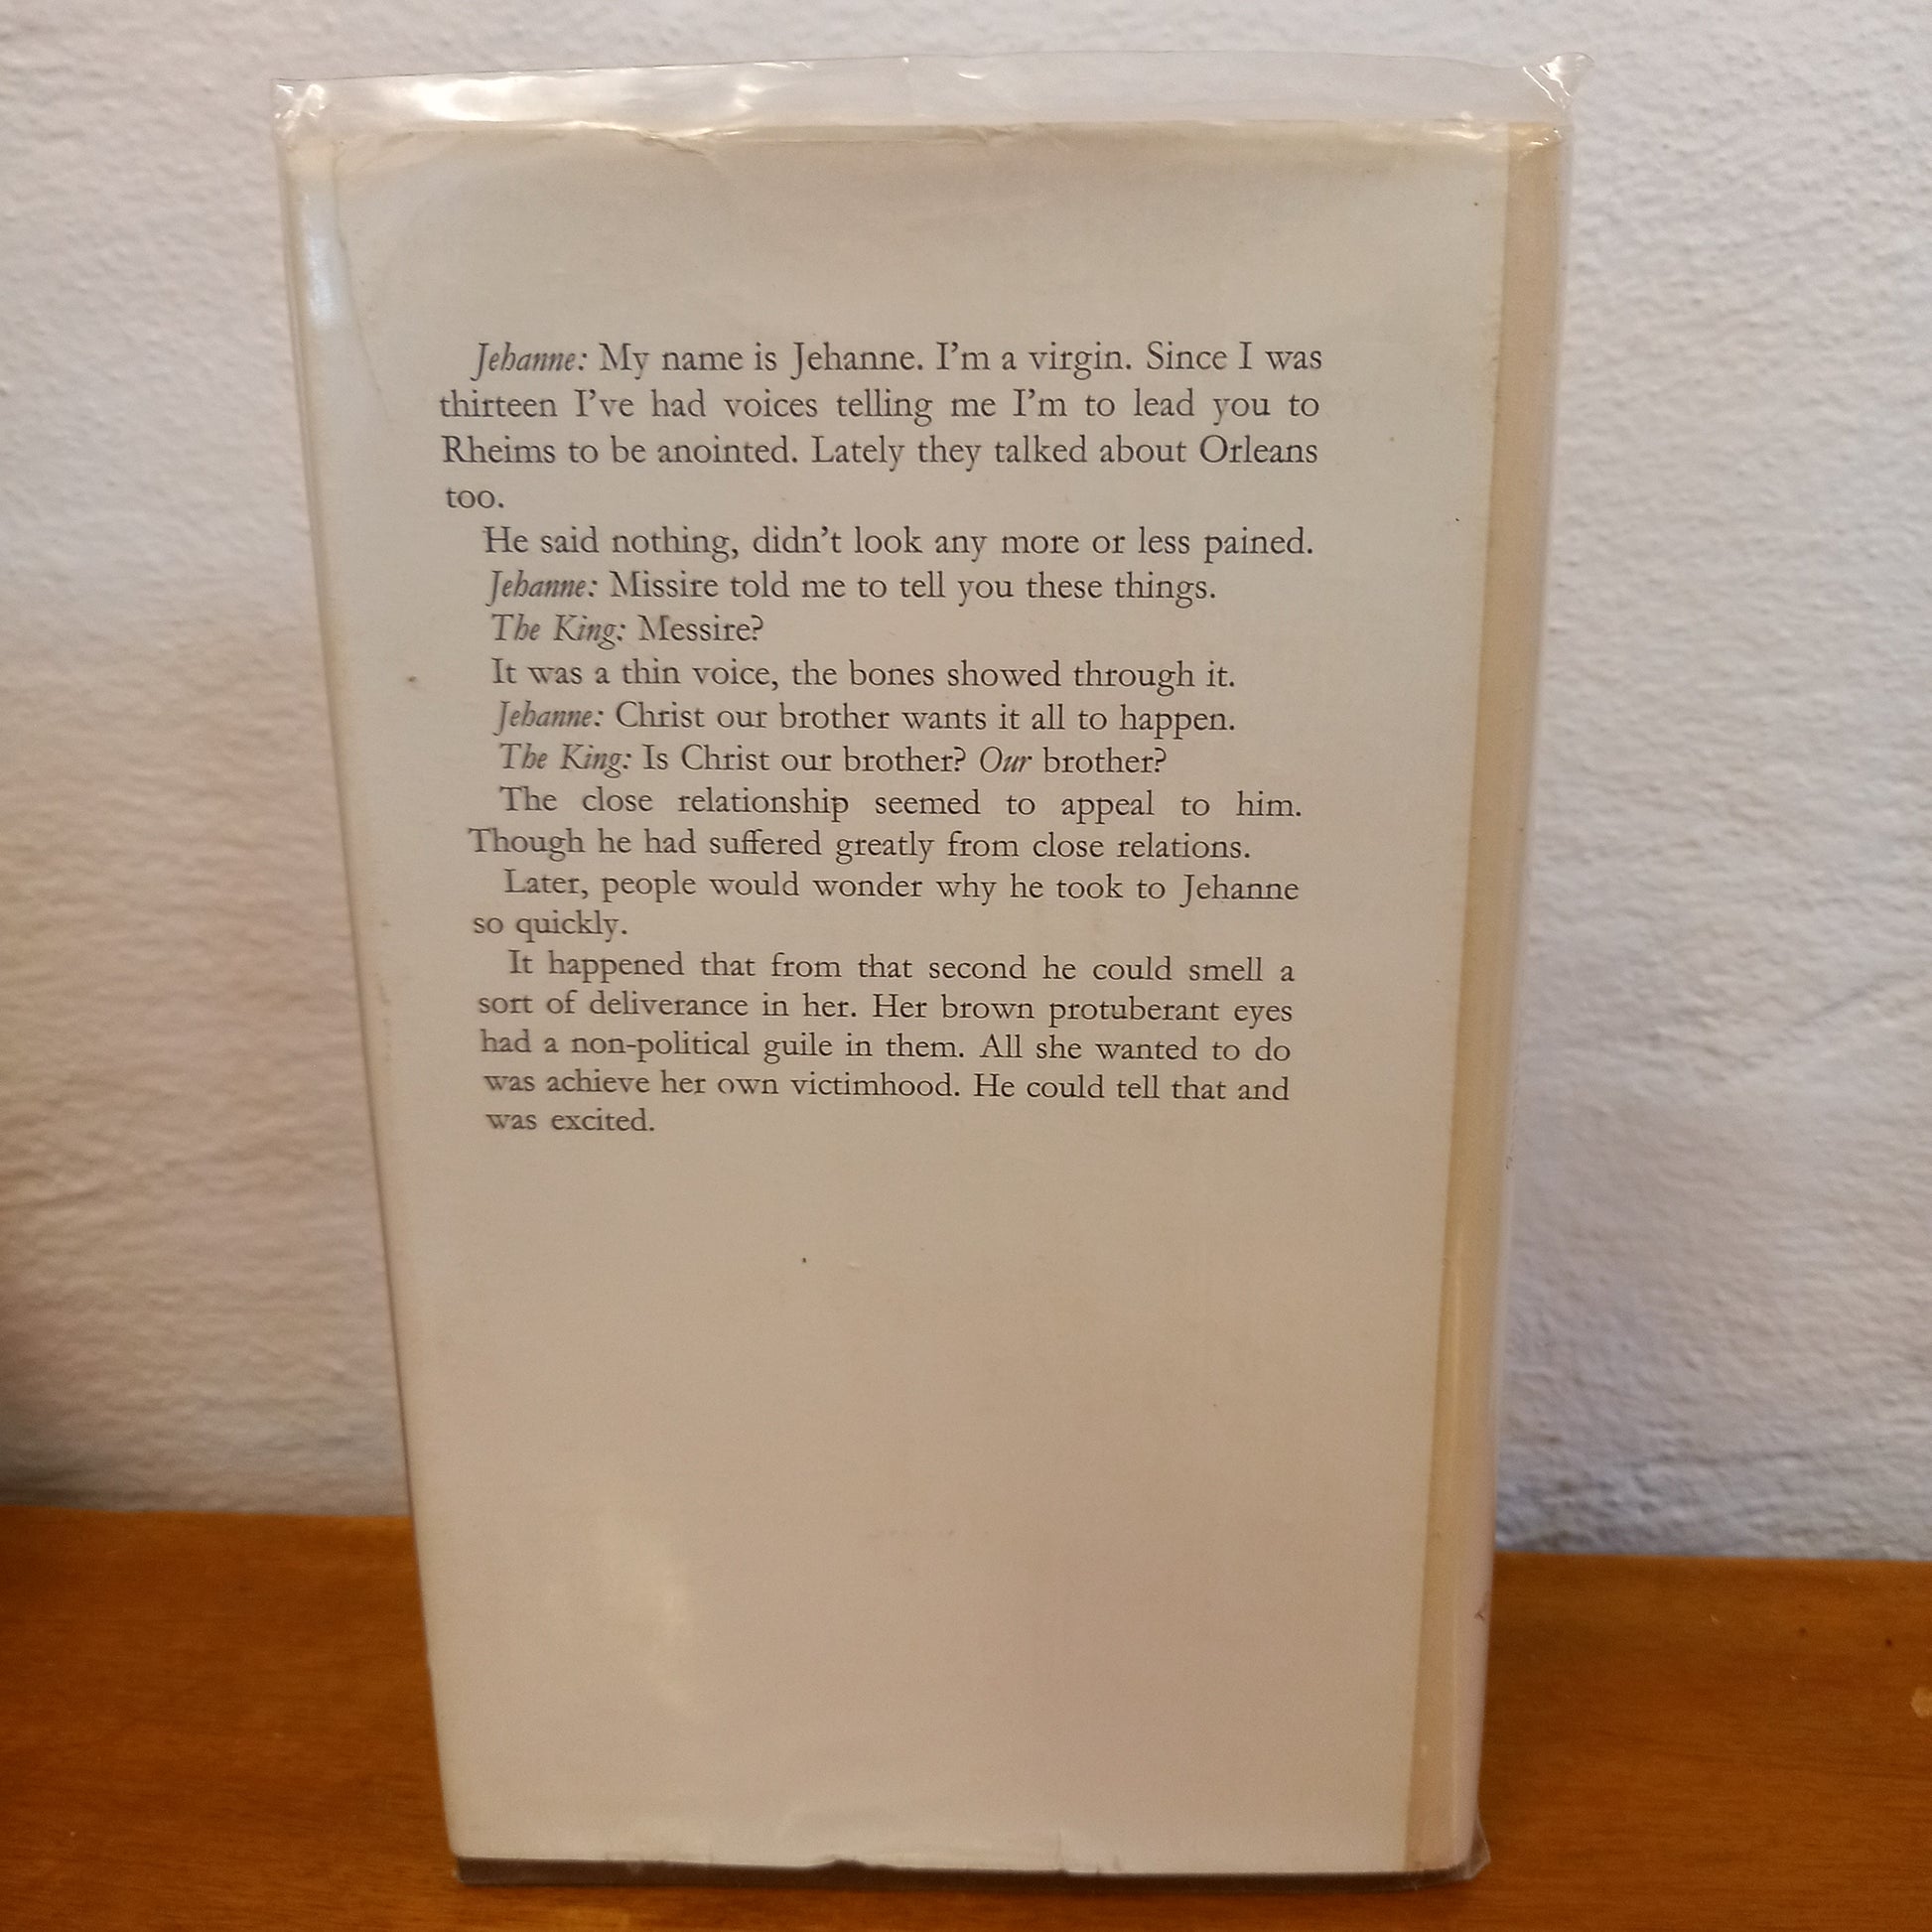 Jehanne: My name is Jehanne. I'm a virgin. Since I was
thirteen I've had voices telling me I'm to lead you to
Rheims to be anointed. Lately they talked about Orleans
too.
He said nothing, didn't look any more or less pained.
Jehanne: Missire told me to tell you these things.
The King: Messire?
It was a thin voice, the bones showed through it.
Jehanne: Christ our brother wants it all to happen.
The King: Is Christ our brother? Our brother?
The close relationship seemed to appeal to him.
Though he had suffered greatly from close relations.
Later, people would wonder why he took to Jehanne
so quickly.
It happened that from that second he could smell a
sort of deliverance in her. Her brown protuberant eyes
had a non-political guile in them. All she wanted to do
was achieve her own victimhood. He could tell that and
was excited.